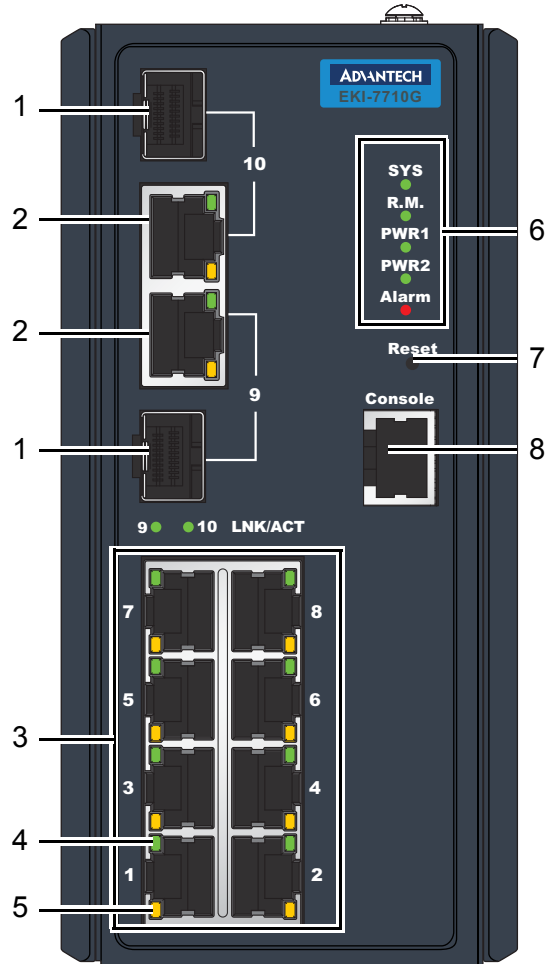 ADVANTECH
EKI-7710G
1
10
SYS
R.M.
PWR1
PWR2
Alarm
6
2
2
Reset
7
9
Console
1
8
9 10 LNK/ACT
7 8
5 6
3
3 4
4
1 2
5